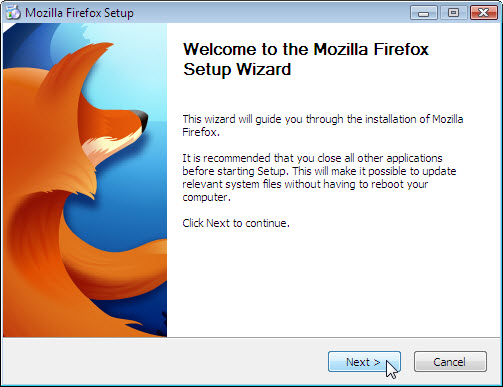 Mozilla Firefox Setup
Welcome to the Mozilla Firefox
Setup Wizard
This wizard will guide you through the installation of Mozilla
Firefox.
It is recommended that you close all other applications
before starting Setup. This will make it possible to update
relevant system files without having to reboot your
computer.
Click Next to continue.
Next >
Cancel